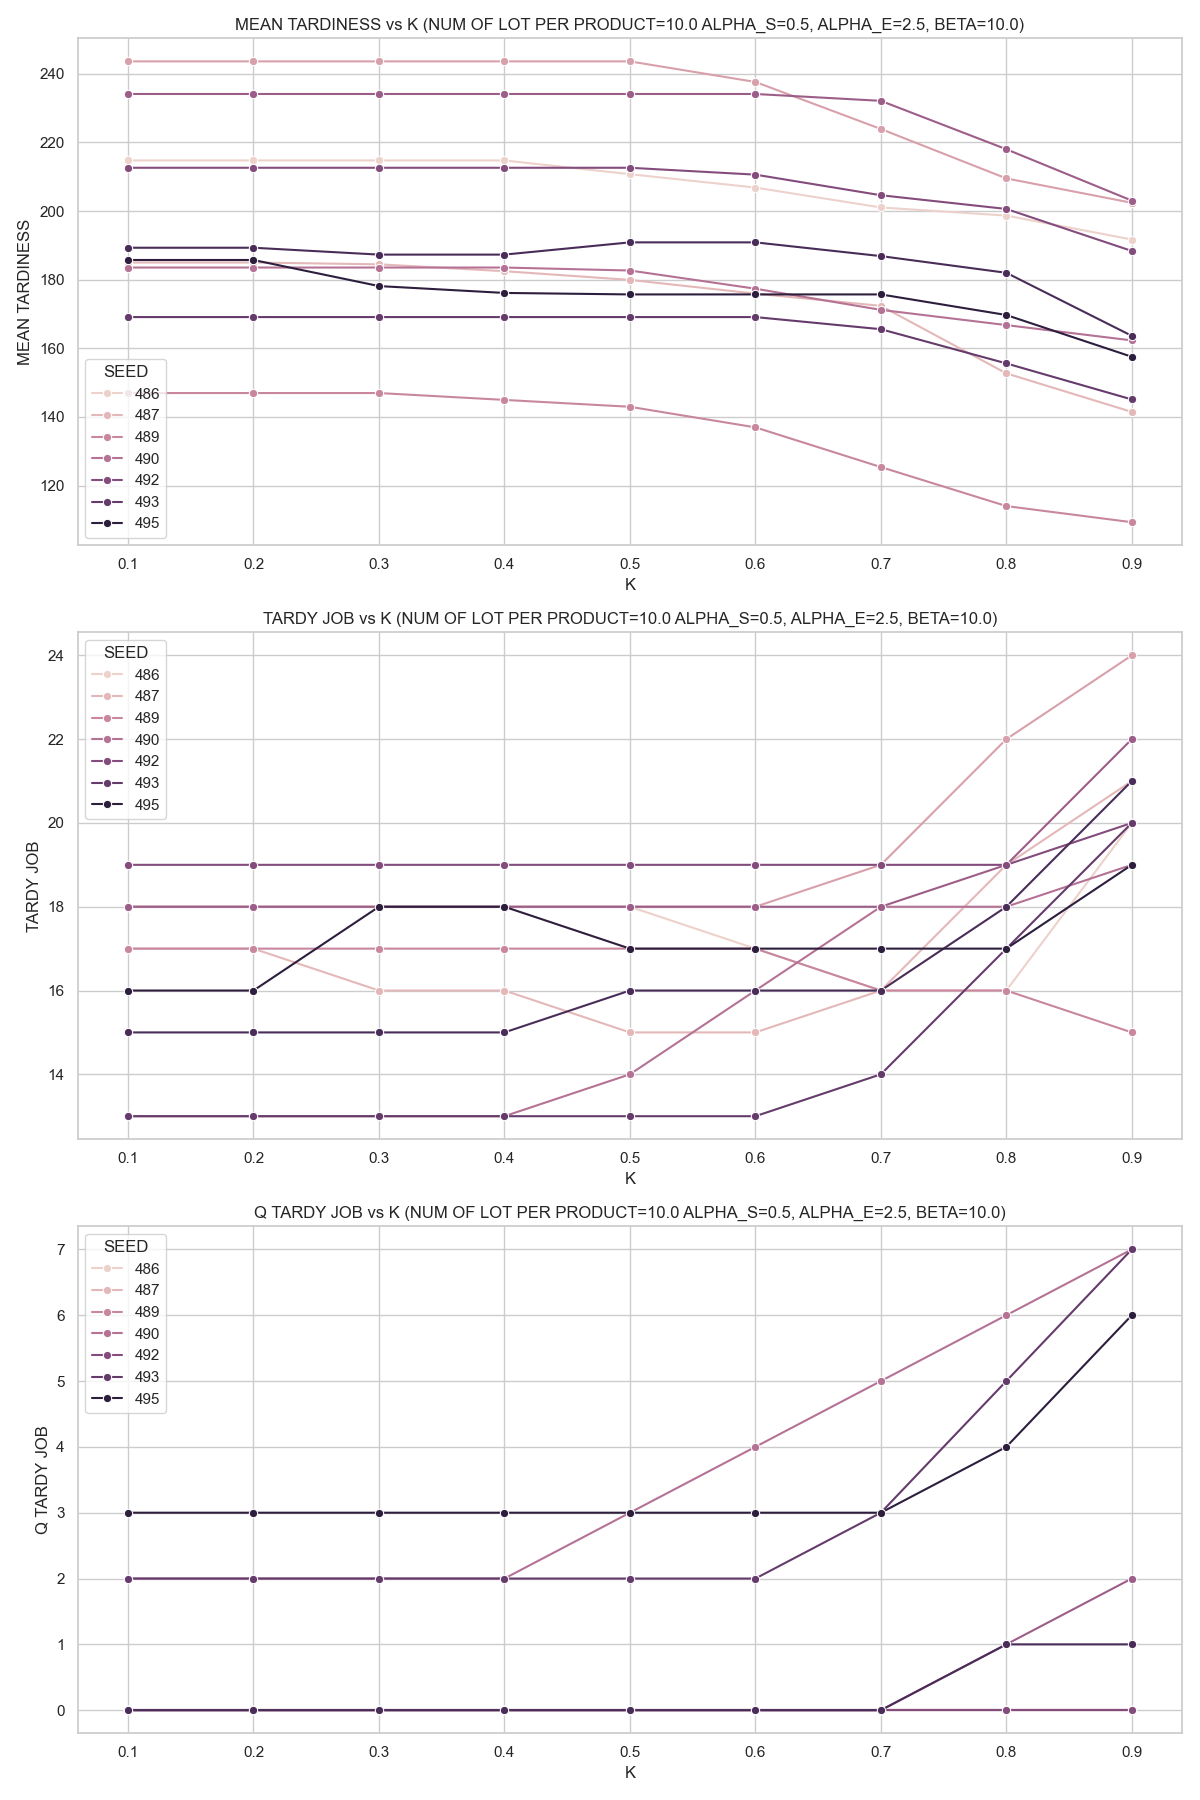 MEAN TARDINESS vs K (NUM OF LOT PER PRODUCT=10.0 ALPHA_S=0.5, ALPHA_E=2.5, BETA=10.0)
240
220
200
180
160
140
120
MEAN TARDINESS
SEED
486
487
489
490
492
493
495
0.1 0.2 0.3 0.4 0.5 0.6 0.7 0.8 0.9
K
TARDY JOB vs K (NUM OF LOT PER PRODUCT=10.0 ALPHA_S=0.5, ALPHA_E=2.5, BETA=10.0)
24
22
20
18
16
14
TARDY JOB
SEED
486
487
489
490
492
493
495
0.1 0.2 0.3 0.4 0.5 0.6 0.7 0.8 0.9
K
Q TARDY JOB vs K (NUM OF LOT PER PRODUCT=10.0 ALPHA_S=0.5, ALPHA_E=2.5, BETA=10.0)
7
6
5
4
3
2
1
0
Q TARDY JOB
SEED
486
487
489
490
492
493
495
0.1 0.2 0.3 0.4 0.5 0.6 0.7 0.8 0.9
K